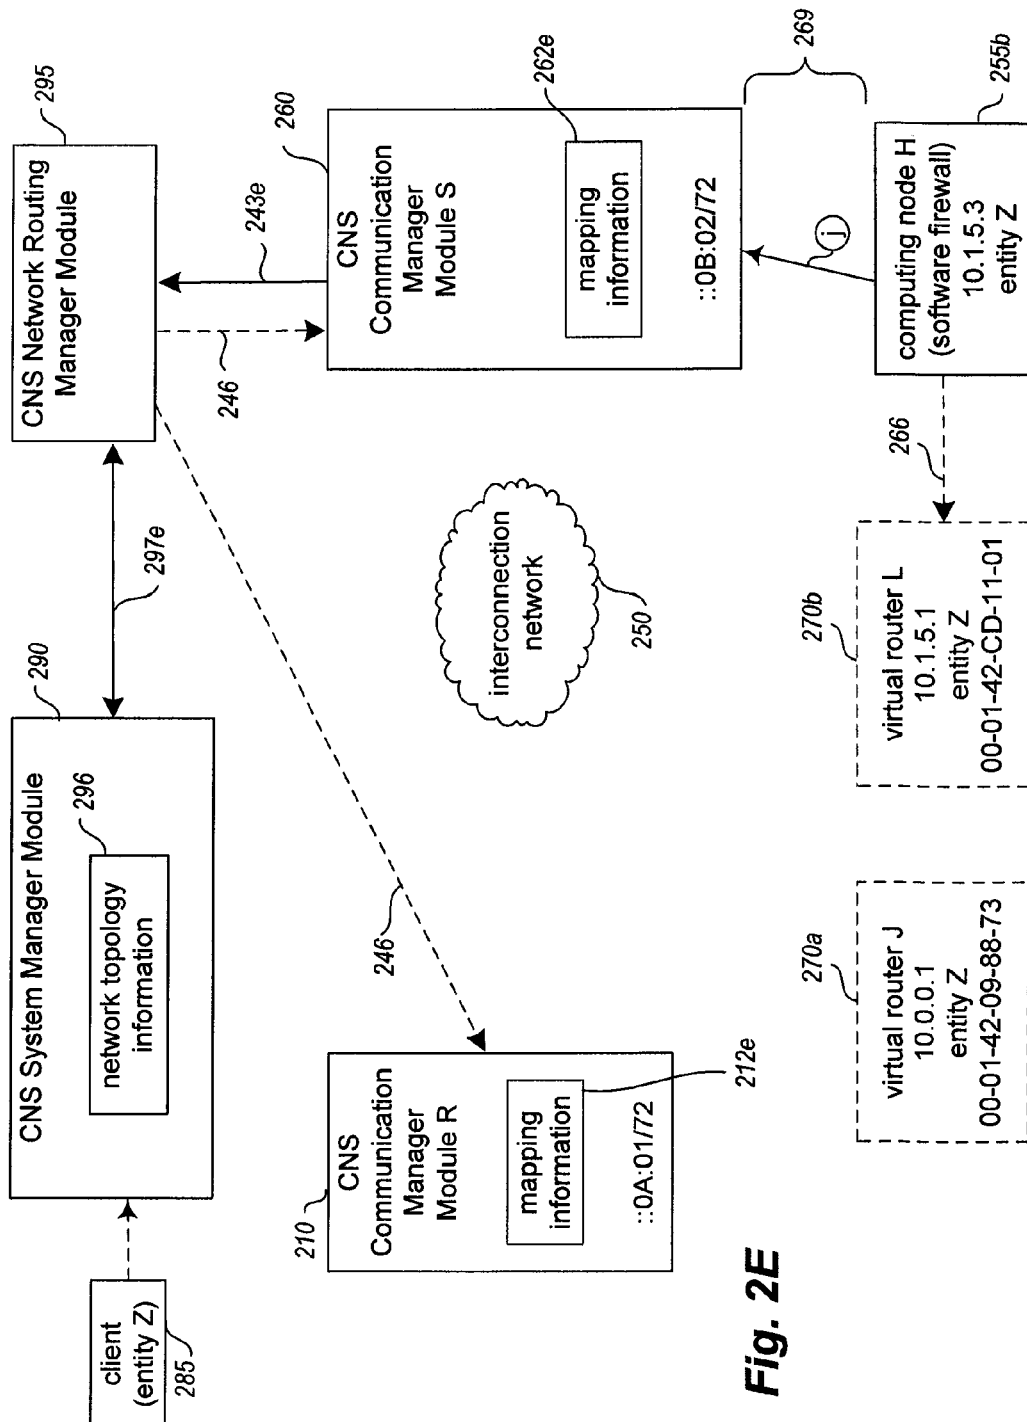 client
(entity Z)
285
CNS System Manager Module
290
network topology
information
296
297e
CNS Network Routing
Manager Module
295
243e
246
246
210
CNS
Communication
Manager
Module R
mapping
information
212e
::0A:01/72
interconnection
network
250
CNS
Communication
Manager
Module S
260
mapping
information
262e
::0B:02/72
269
j
virtual router J
10.0.0.1
entity Z
00-01-42-09-88-73
270a
virtual router L
10.1.5.1
entity Z
00-01-42-CD-11-01
270b
266
computing node H
(software firewall)
10.1.5.3
entity Z
255b
Fig. 2E